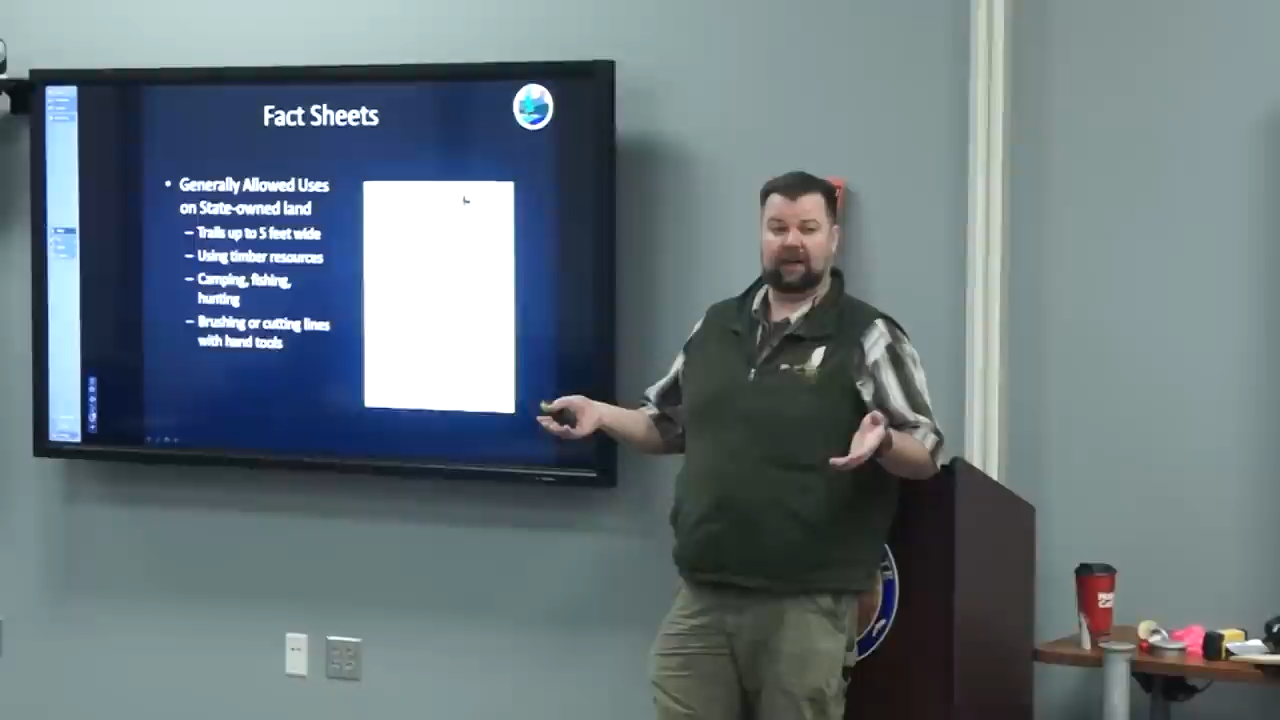 Fact Sheets
• Generally Allowed Uses
on State-owned land
– Trails up to 5 feet wide
– Using timber resources
– Camping, fishing,
hunting
– Brushing or cutting lines
with hand tools